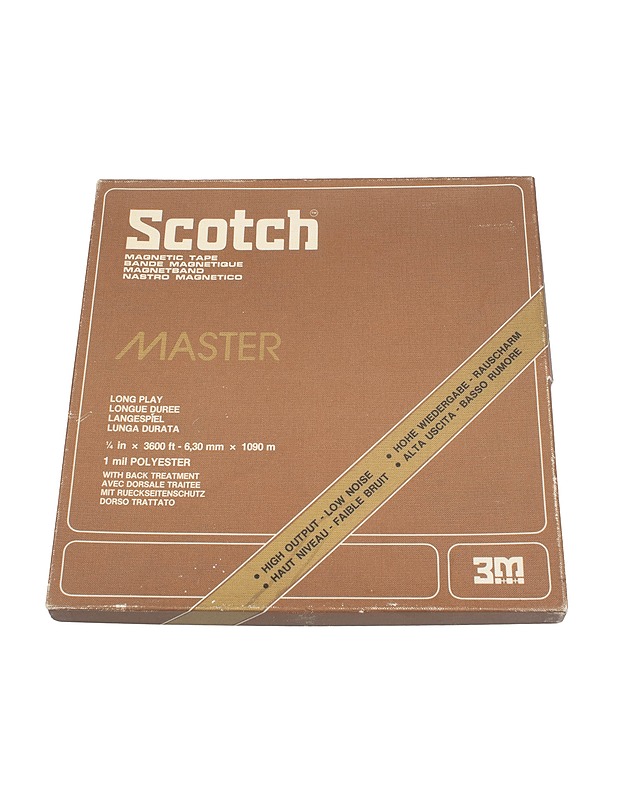 Scotch™
MAGNETIC TAPE
BANDE MAGNETIQUE
MAGNETBAND
NASTRO MAGNETICO
MASTER
LONG PLAY
LONGUE DUREE
LANGESPIEL
LUNGA DURATA
¼ in × 3600 ft - 6,30 mm × 1090 m
1 mil POLYESTER
WITH BACK TREATMENT
AVEC DORSALE TRAITEE
MIT RUECKSEITENSCHUTZ
DORSO TRATTATO
• HIGH OUTPUT - LOW NOISE • HOHE WIEDERGABE - RAUSCHARM
• HAUT NIVEAU - FAIBLE BRUIT • ALTA USCITA - BASSO RUMORE
3M